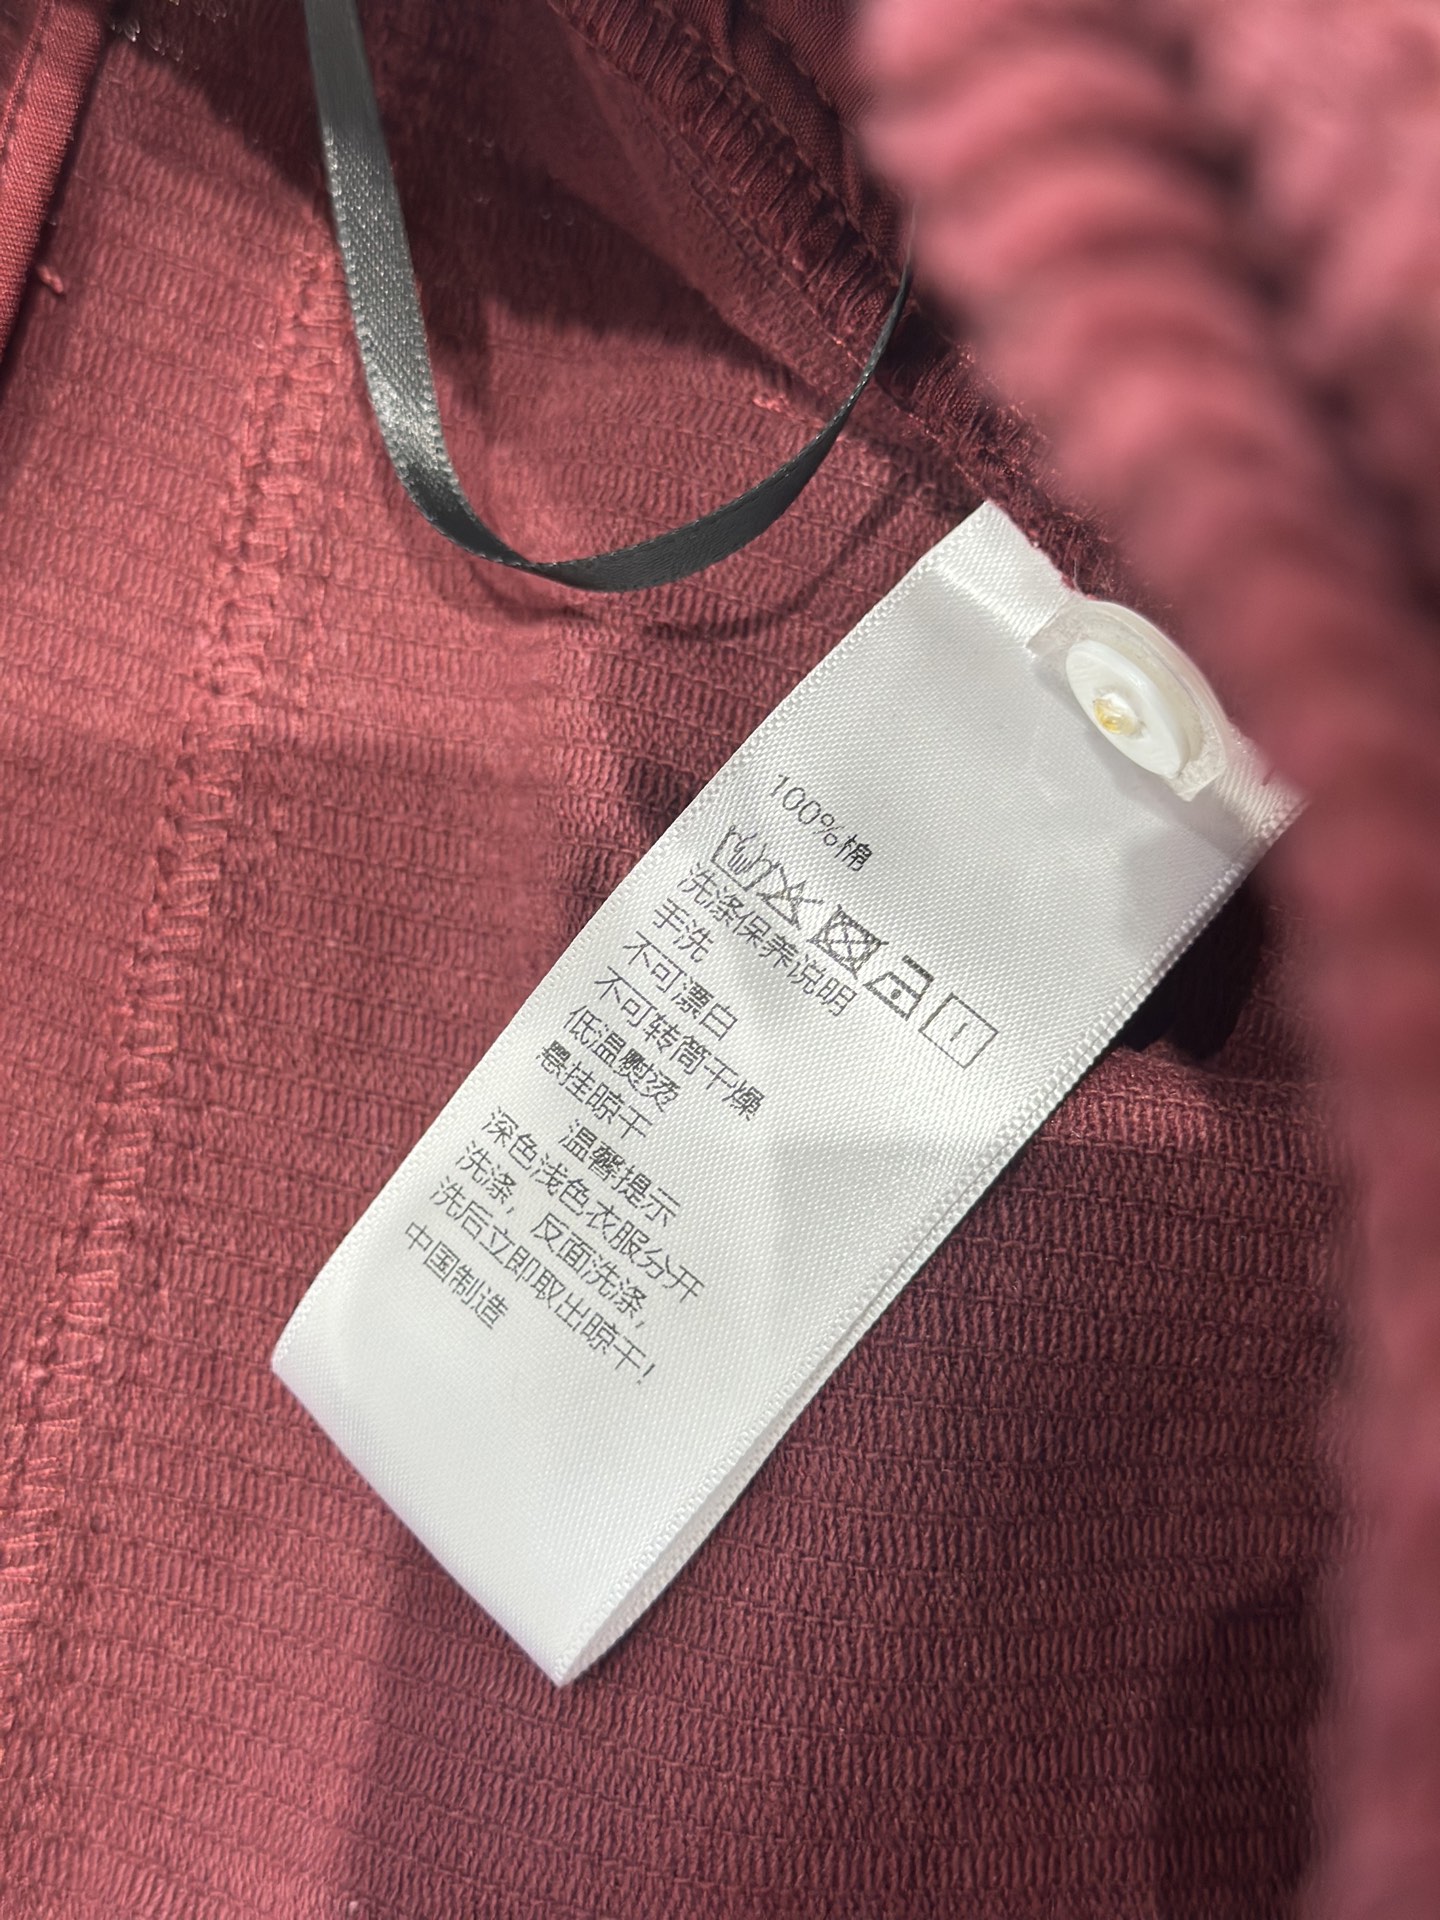 100%棉
洗涤保养说明
手洗
不可漂白
不可转筒干燥
低温熨烫
悬挂晾干
温馨提示
深色浅色衣服分开
洗涤，反面洗涤，
洗后立即取出晾干！
中国制造